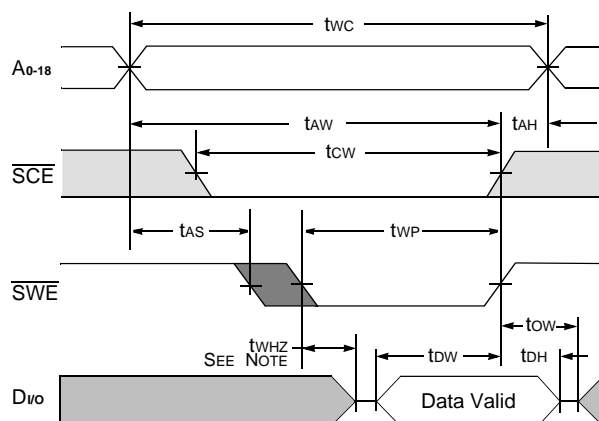 tWC
A0-18
tAW
tAH
tCW
SCE
tAS
tWP
SWE
tOW
tWHZ
SEE NOTE
tDW
tDH
DI/O
Data Valid